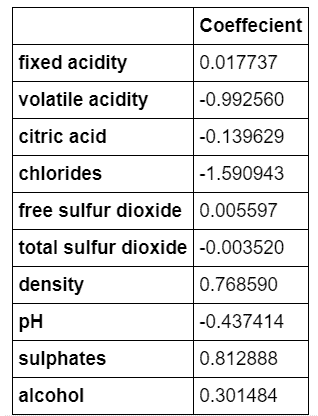 Coeffecient
fixed acidity 0.017737
volatile acidity -0.992560
citric acid -0.139629
chlorides -1.590943
free sulfur dioxide 0.005597
total sulfur dioxide -0.003520
density 0.768590
pH -0.437414
sulphates 0.812888
alcohol 0.301484